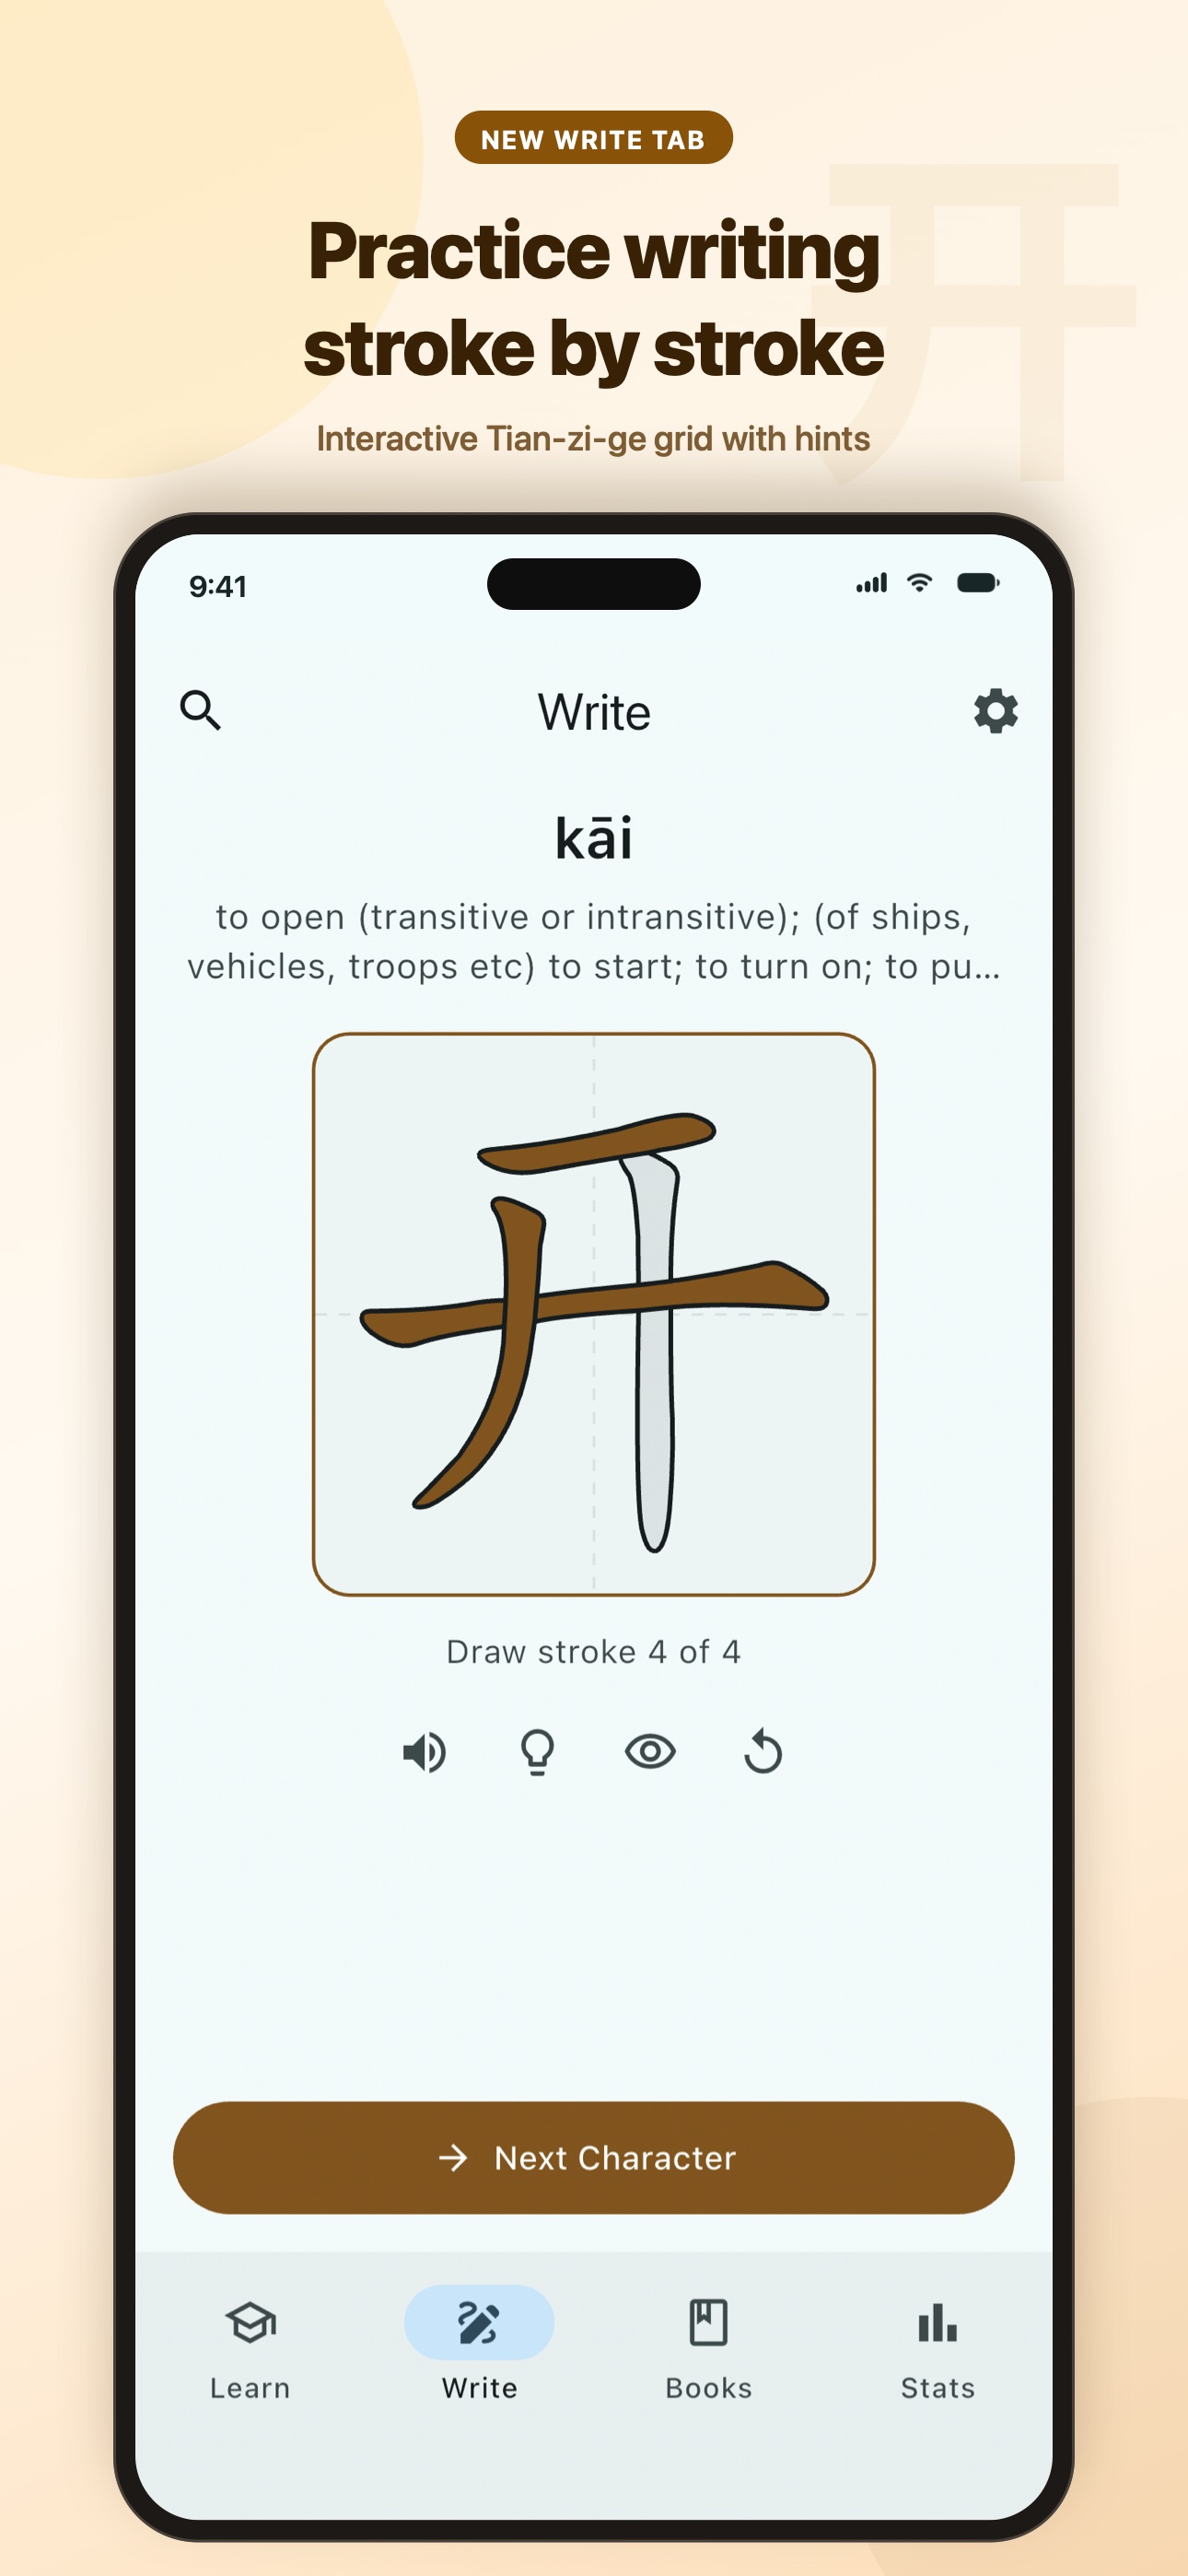 NEW WRITE TAB
Practice writing
stroke by stroke
Interactive Tian-zi-ge grid with hints
开
9:41
Write
kāi
to open (transitive or intransitive); (of ships,
vehicles, troops etc) to start; to turn on; to pu...
开
Draw stroke 4 of 4
Next Character
Learn
Write
Books
Stats